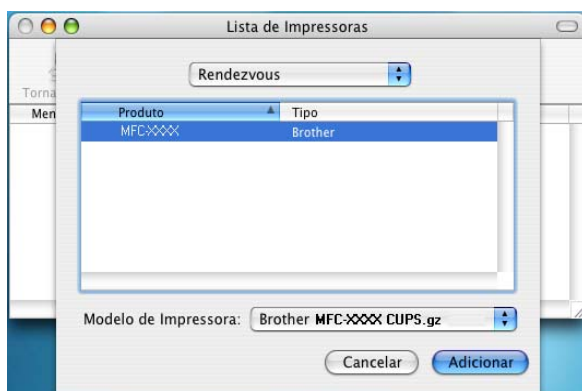 Lista de Impressoras
Rendezvous
Torna
Men
Produto Tipo
MFC-XXXX Brother
Modelo de Impressora: Brother MFC-XXXX CUPS.gz
Cancelar Adicionar